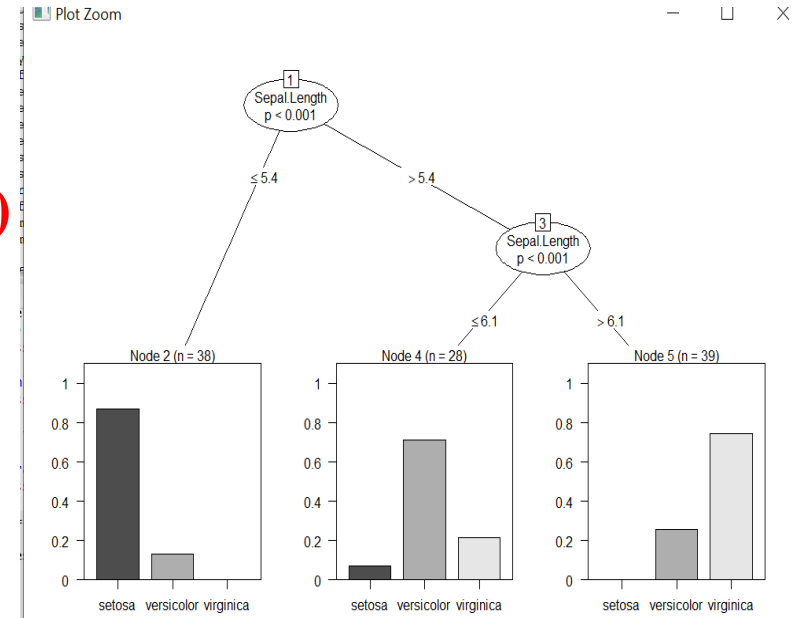 Plot Zoom
1
Sepal.Length
p < 0.001
≤ 5.4
> 5.4
3
Sepal.Length
p < 0.001
≤ 6.1
> 6.1
Node 2 (n = 38)
1
0.8
0.6
0.4
0.2
0
setosa versicolor virginica
Node 4 (n = 28)
1
0.8
0.6
0.4
0.2
0
setosa versicolor virginica
Node 5 (n = 39)
1
0.8
0.6
0.4
0.2
0
setosa versicolor virginica